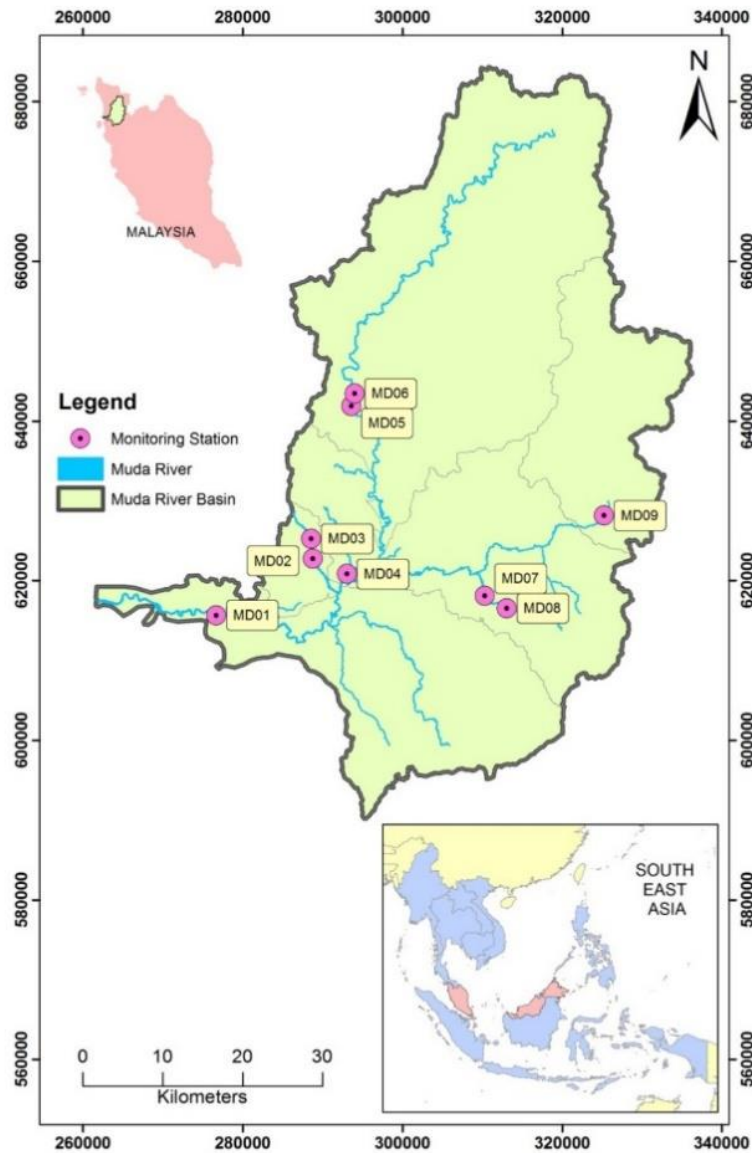 260000 280000 300000 320000 340000
680000
680000
N
MALAYSIA
660000
660000
Legend
Monitoring Station
Muda River
Muda River Basin
MD06
MD05
640000
640000
MD09
MD03
MD02
MD04
MD07
MD08
MD01
620000
620000
600000
600000
SOUTH
EAST
ASIA
580000
580000
0 10 20 30
Kilometers
560000
560000
260000 280000 300000 320000 340000